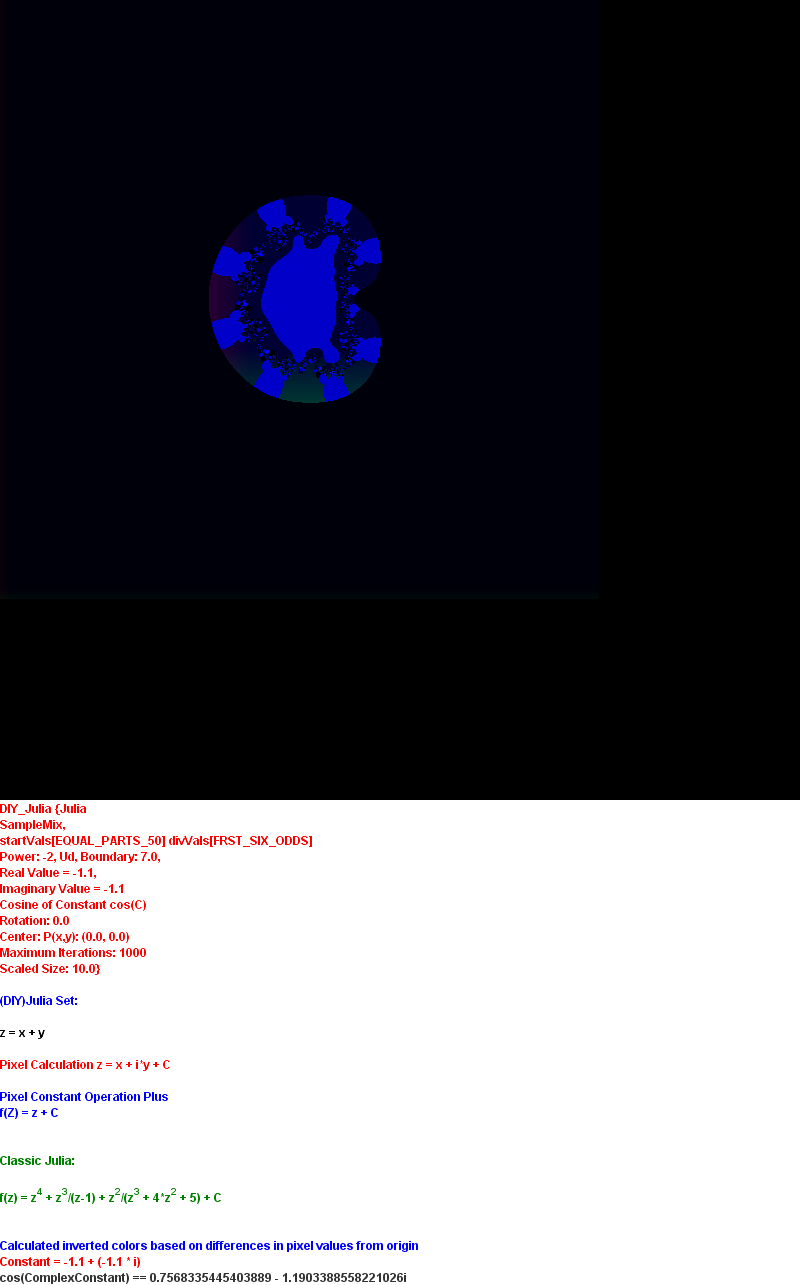 DIY_Julia {Julia
SampleMix,
startVals[EQUAL_PARTS_50] divVals[FRST_SIX_ODDS]
Power: -2, Ud, Boundary: 7.0,
Real Value = -1.1,
Imaginary Value = -1.1
Cosine of Constant cos(C)
Rotation: 0.0
Center: P(x,y): (0.0, 0.0)
Maximum Iterations: 1000
Scaled Size: 10.0}
(DIY)Julia Set:
z = x + y
Pixel Calculation z = x + i*y + C
Pixel Constant Operation Plus
f(Z) = z + C
Classic Julia:
f(z) = z^4 + z^3/(z-1) + z^2/(z^3 + 4*z^2 + 5) + C
Calculated inverted colors based on differences in pixel values from origin
Constant = -1.1 + (-1.1 * i)
cos(ComplexConstant) == 0.7568335445403889 - 1.1903388558221026i